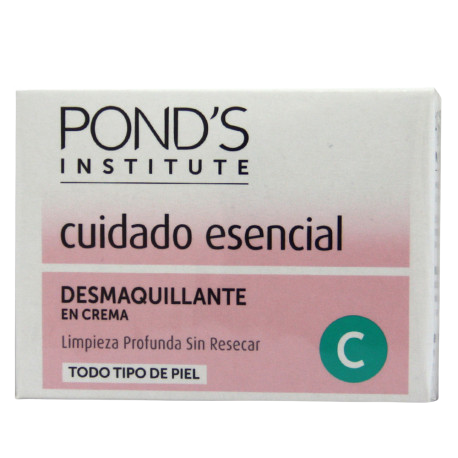 POND'S
INSTITUTE
cuidado esencial
DESMAQUILLANTE
EN CREMA
Limpieza Profunda Sin Resecar
TODO TIPO DE PIEL
C